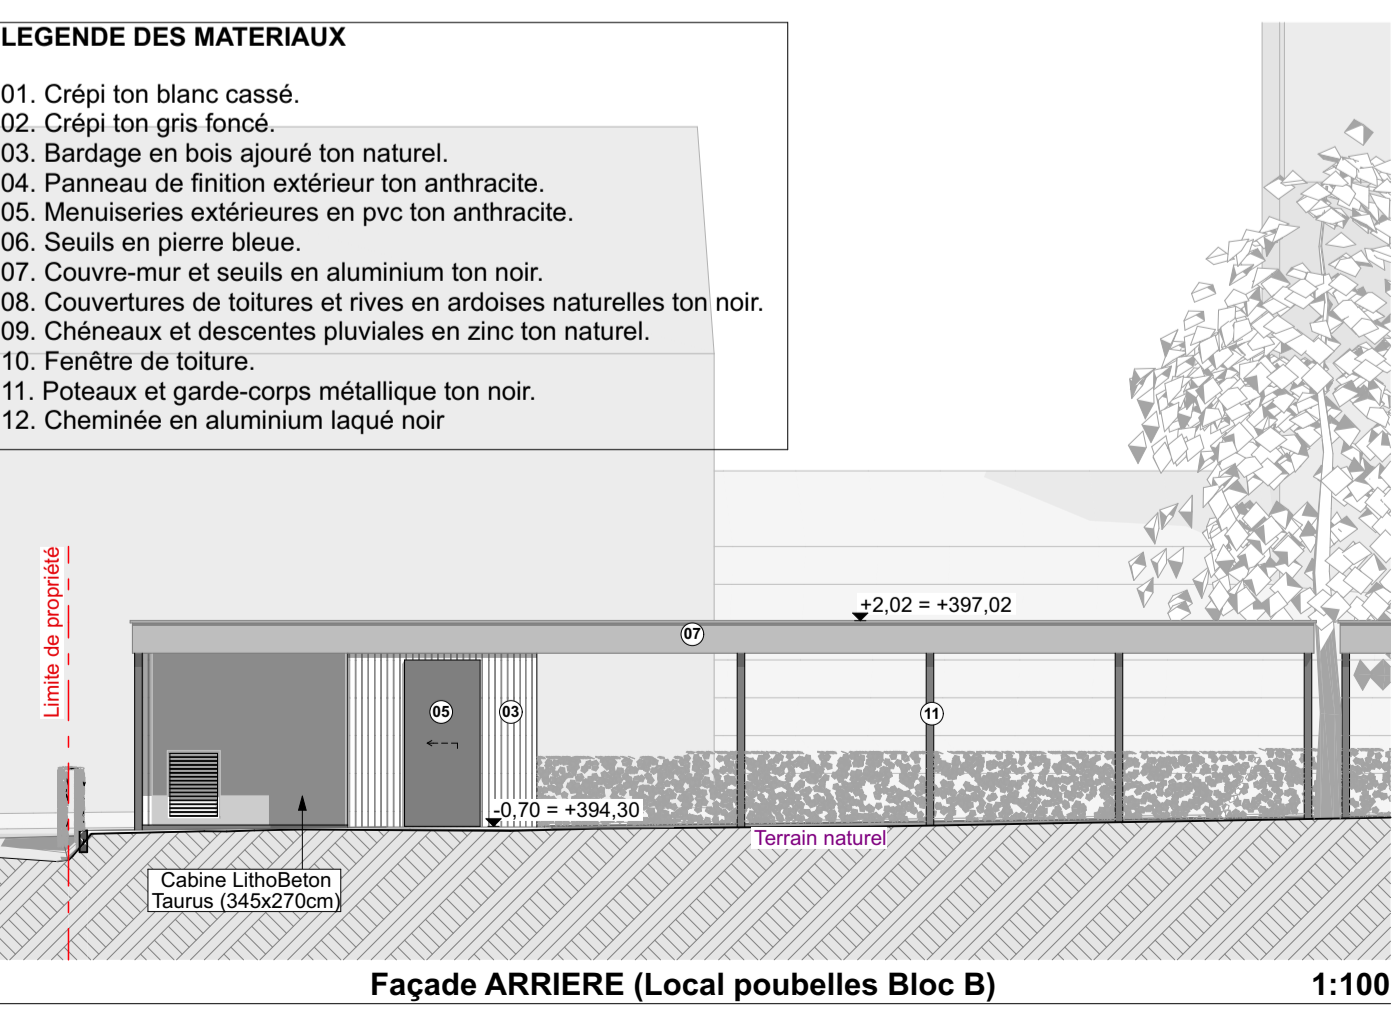 LEGENDE DES MATERIAUX
01. Crépi ton blanc cassé.
02. Crépi ton gris foncé.
03. Bardage en bois ajouré ton naturel.
04. Panneau de finition extérieur ton anthracite.
05. Menuiseries extérieures en pvc ton anthracite.
06. Seuils en pierre bleue.
07. Couvre-mur et seuils en aluminium ton noir.
08. Couvertures de toitures et rives en ardoises naturelles ton noir.
09. Chéneaux et descentes pluviales en zinc ton naturel.
10. Fenêtre de toiture.
11. Poteaux et garde-corps métallique ton noir.
12. Cheminée en aluminium laqué noir
Limite de propriété
+2,02 = +397,02
07
05
03
11
-0,70 = +394,30
Terrain naturel
Cabine LithoBeton
Taurus (345x270cm)
Façade ARRIERE (Local poubelles Bloc B)
1:100